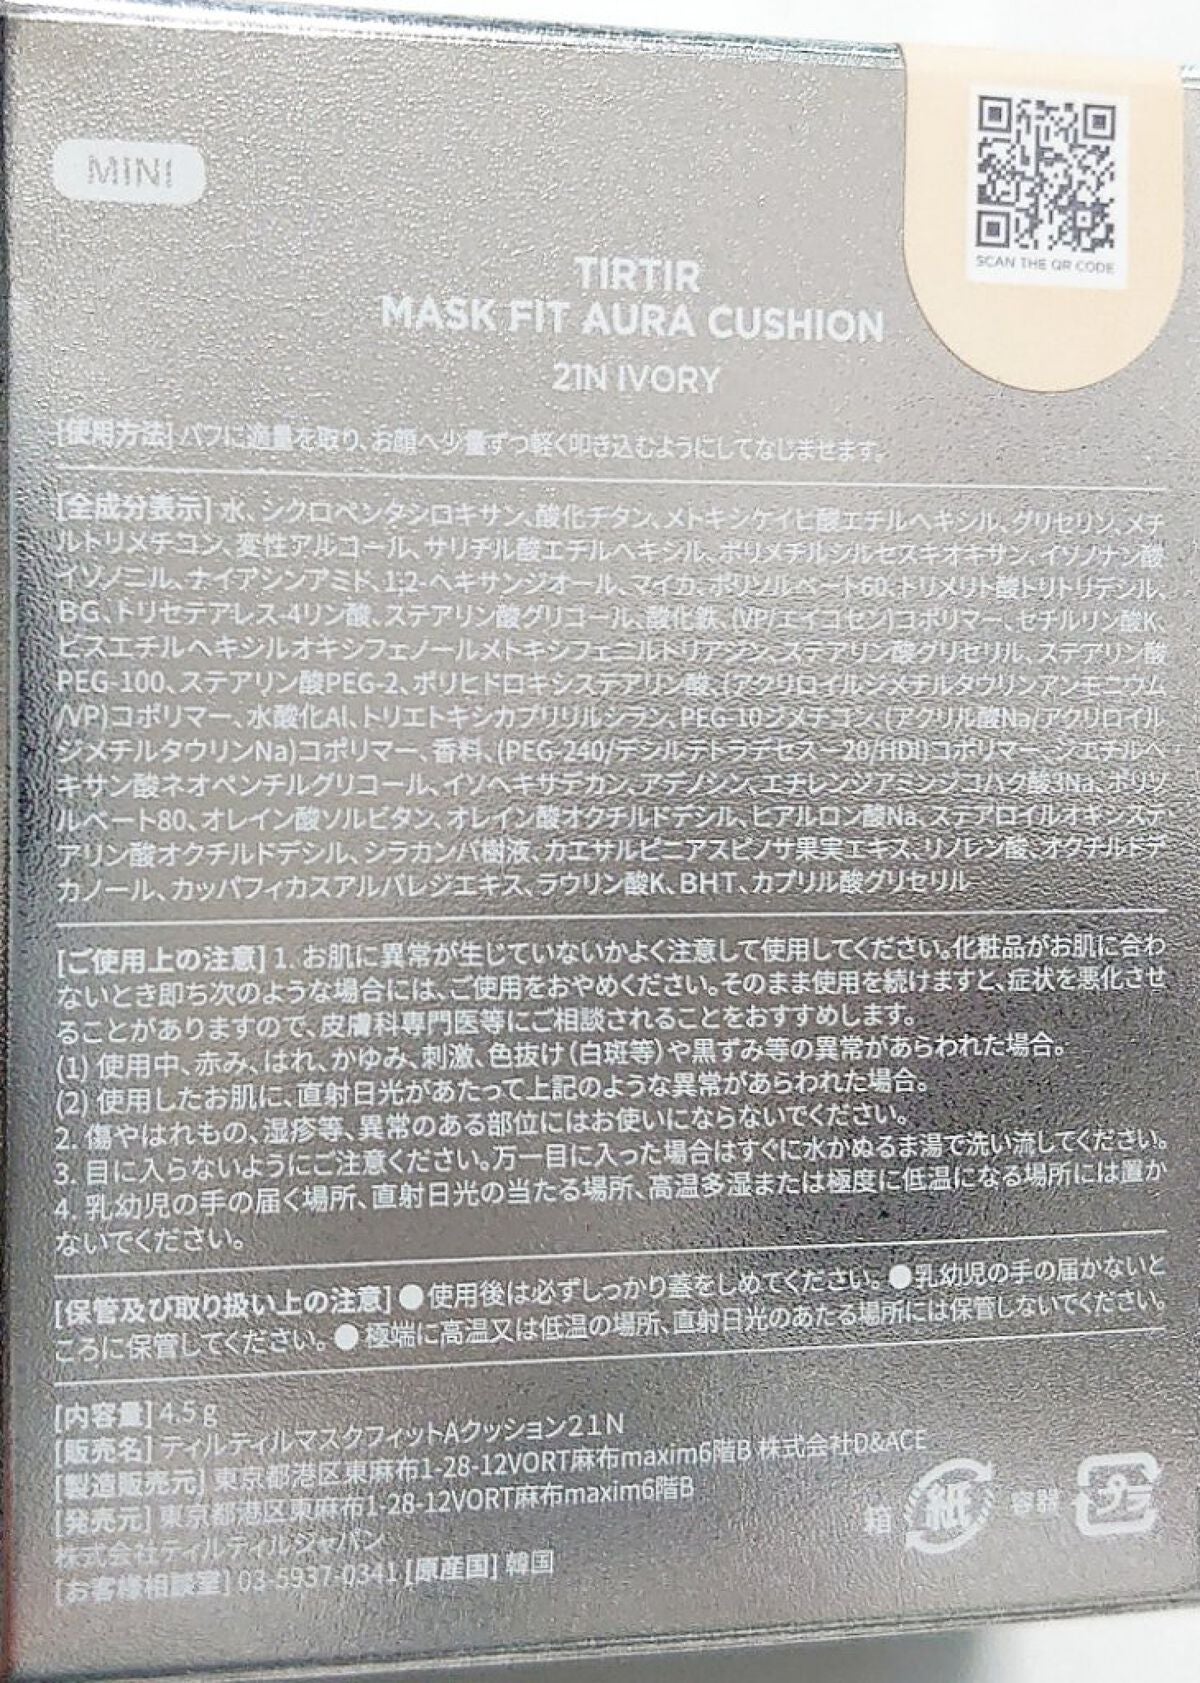 MINI
SCAN THE QR CODE
TIRTIR
MASK FIT AURA CUSHION
21N IVORY
[使用方法] パフに適量を取り、お顔へ少量ずつ軽く叩き込むようにしてなじませます。
[全成分表示] 水、シクロペンタシロキサン、酸化チタン、メトキシケイヒ酸エチルヘキシル、グリセリン、メチ
ルトリメチコン、変性アルコール、サリチル酸エチルヘキシル、ポリメチルシルセスキオキサン、イソノナン酸
イソノニル、ナイアシンアミド、1,2-ヘキサンジオール、マイカ、ポリソルベート60、トリメリト酸トリトリデシル、
BG、トリセテアレス-4リン酸、ステアリン酸グリコール、酸化鉄、(VP/エイコセン)コポリマー、セチルリン酸K、
ビスエチルヘキシルオキシフェノールメトキシフェニルトリアジン、ステアリン酸グリセリル、ステアリン酸
PEG-100、ステアリン酸PEG-2、ポリヒドロキシステアリン酸、(アクリロイルジメチルタウリンアンモニウム
/VP)コポリマー、水酸化Al、トリエトキシカプリリルシラン、PEG-10ジメチコン、(アクリル酸Na/アクリロイル
ジメチルタウリンNa)コポリマー、香料、(PEG-240/デシルテトラデセス-20/HDI)コポリマー、ジエチルヘ
キサン酸ネオペンチルグリコール、イソヘキサデカン、アデノシン、エチレンジアミンジコハク酸3Na、ポリソ
ルベート80、オレイン酸ソルビタン、オレイン酸オクチルドデシル、ヒアルロン酸Na、ステアロイルオキシステ
アリン酸オクチルドデシル、シラカンバ樹液、カエサルピニアスピノサ果実エキス、リノレン酸、オクチルドデ
カノール、カッパフィカスアルバレジエキス、ラウリン酸K、BHT、カプリル酸グリセリル
[ご使用上の注意] 1. お肌に異常が生じていないかよく注意して使用してください。化粧品がお肌に合わ
ないとき即ち次のような場合には、ご使用をおやめください。そのまま使用を続けますと、症状を悪化させ
ることがありますので、皮膚科専門医等にご相談されることをおすすめします。
(1) 使用中、赤み、はれ、かゆみ、刺激、色抜け(白斑等)や黒ずみ等の異常があらわれた場合。
(2) 使用したお肌に、直射日光があたって上記のような異常があらわれた場合。
2. 傷やはれもの、湿疹等、異常のある部位にはお使いにならないでください。
3. 目に入らないようにご注意ください。万一目に入った場合はすぐに水かぬるま湯で洗い流してください。
4. 乳幼児の手の届く場所、直射日光の当たる場所、高温多湿または極度に低温になる場所には置か
ないでください。
[保管及び取り扱い上の注意] ●使用後は必ずしっかり蓋をしめてください。●乳幼児の手の届かないと
ころに保管してください。●極端に高温又は低温の場所、直射日光のあたる場所には保管しないでください。
[内容量] 4.5g
[販売名] ティルティルマスクフィットAクッション21N
[製造販売元] 東京都港区東麻布1-28-12VORT麻布maxim6階B 株式会社D&ACE
[発売元] 東京都港区東麻布1-28-12VORT麻布maxim6階B
株式会社ティルティルジャパン
[お客様相談室] 03-5937-0341 [原産国] 韓国
箱 紙 容器 プラ